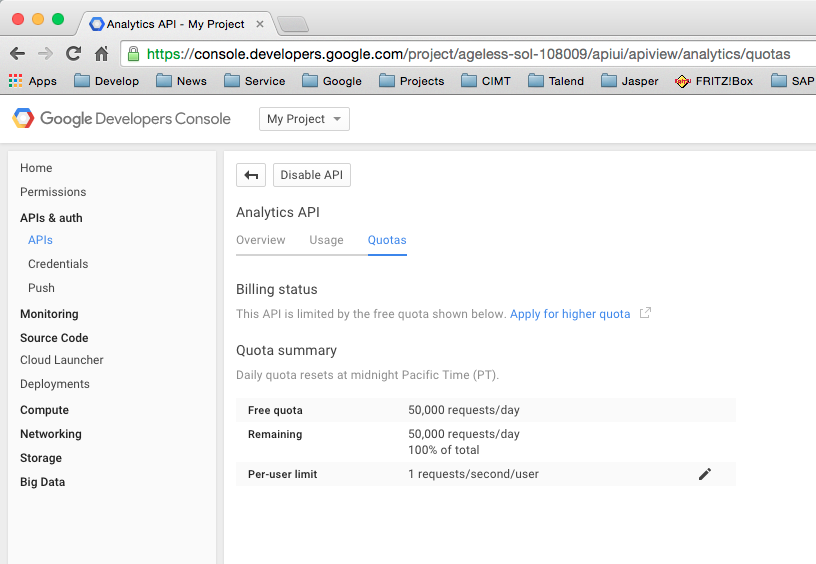 Analytics API - My Project
https://console.developers.google.com/project/ageless-sol-108009/apiui/apiview/analytics/quotas
Apps Develop News Service Google Projects CIMT Talend Jasper FRITZ!Box SAP
Google Developers Console My Project
Home
Permissions
APIs & auth
APIs
Credentials
Push
Monitoring
Source Code
Cloud Launcher
Deployments
Compute
Networking
Storage
Big Data
Disable API
Analytics API
Overview Usage Quotas
Billing status
This API is limited by the free quota shown below. Apply for higher quota
Quota summary
Daily quota resets at midnight Pacific Time (PT).
Free quota 50,000 requests/day
Remaining 50,000 requests/day
100% of total
Per-user limit 1 requests/second/user